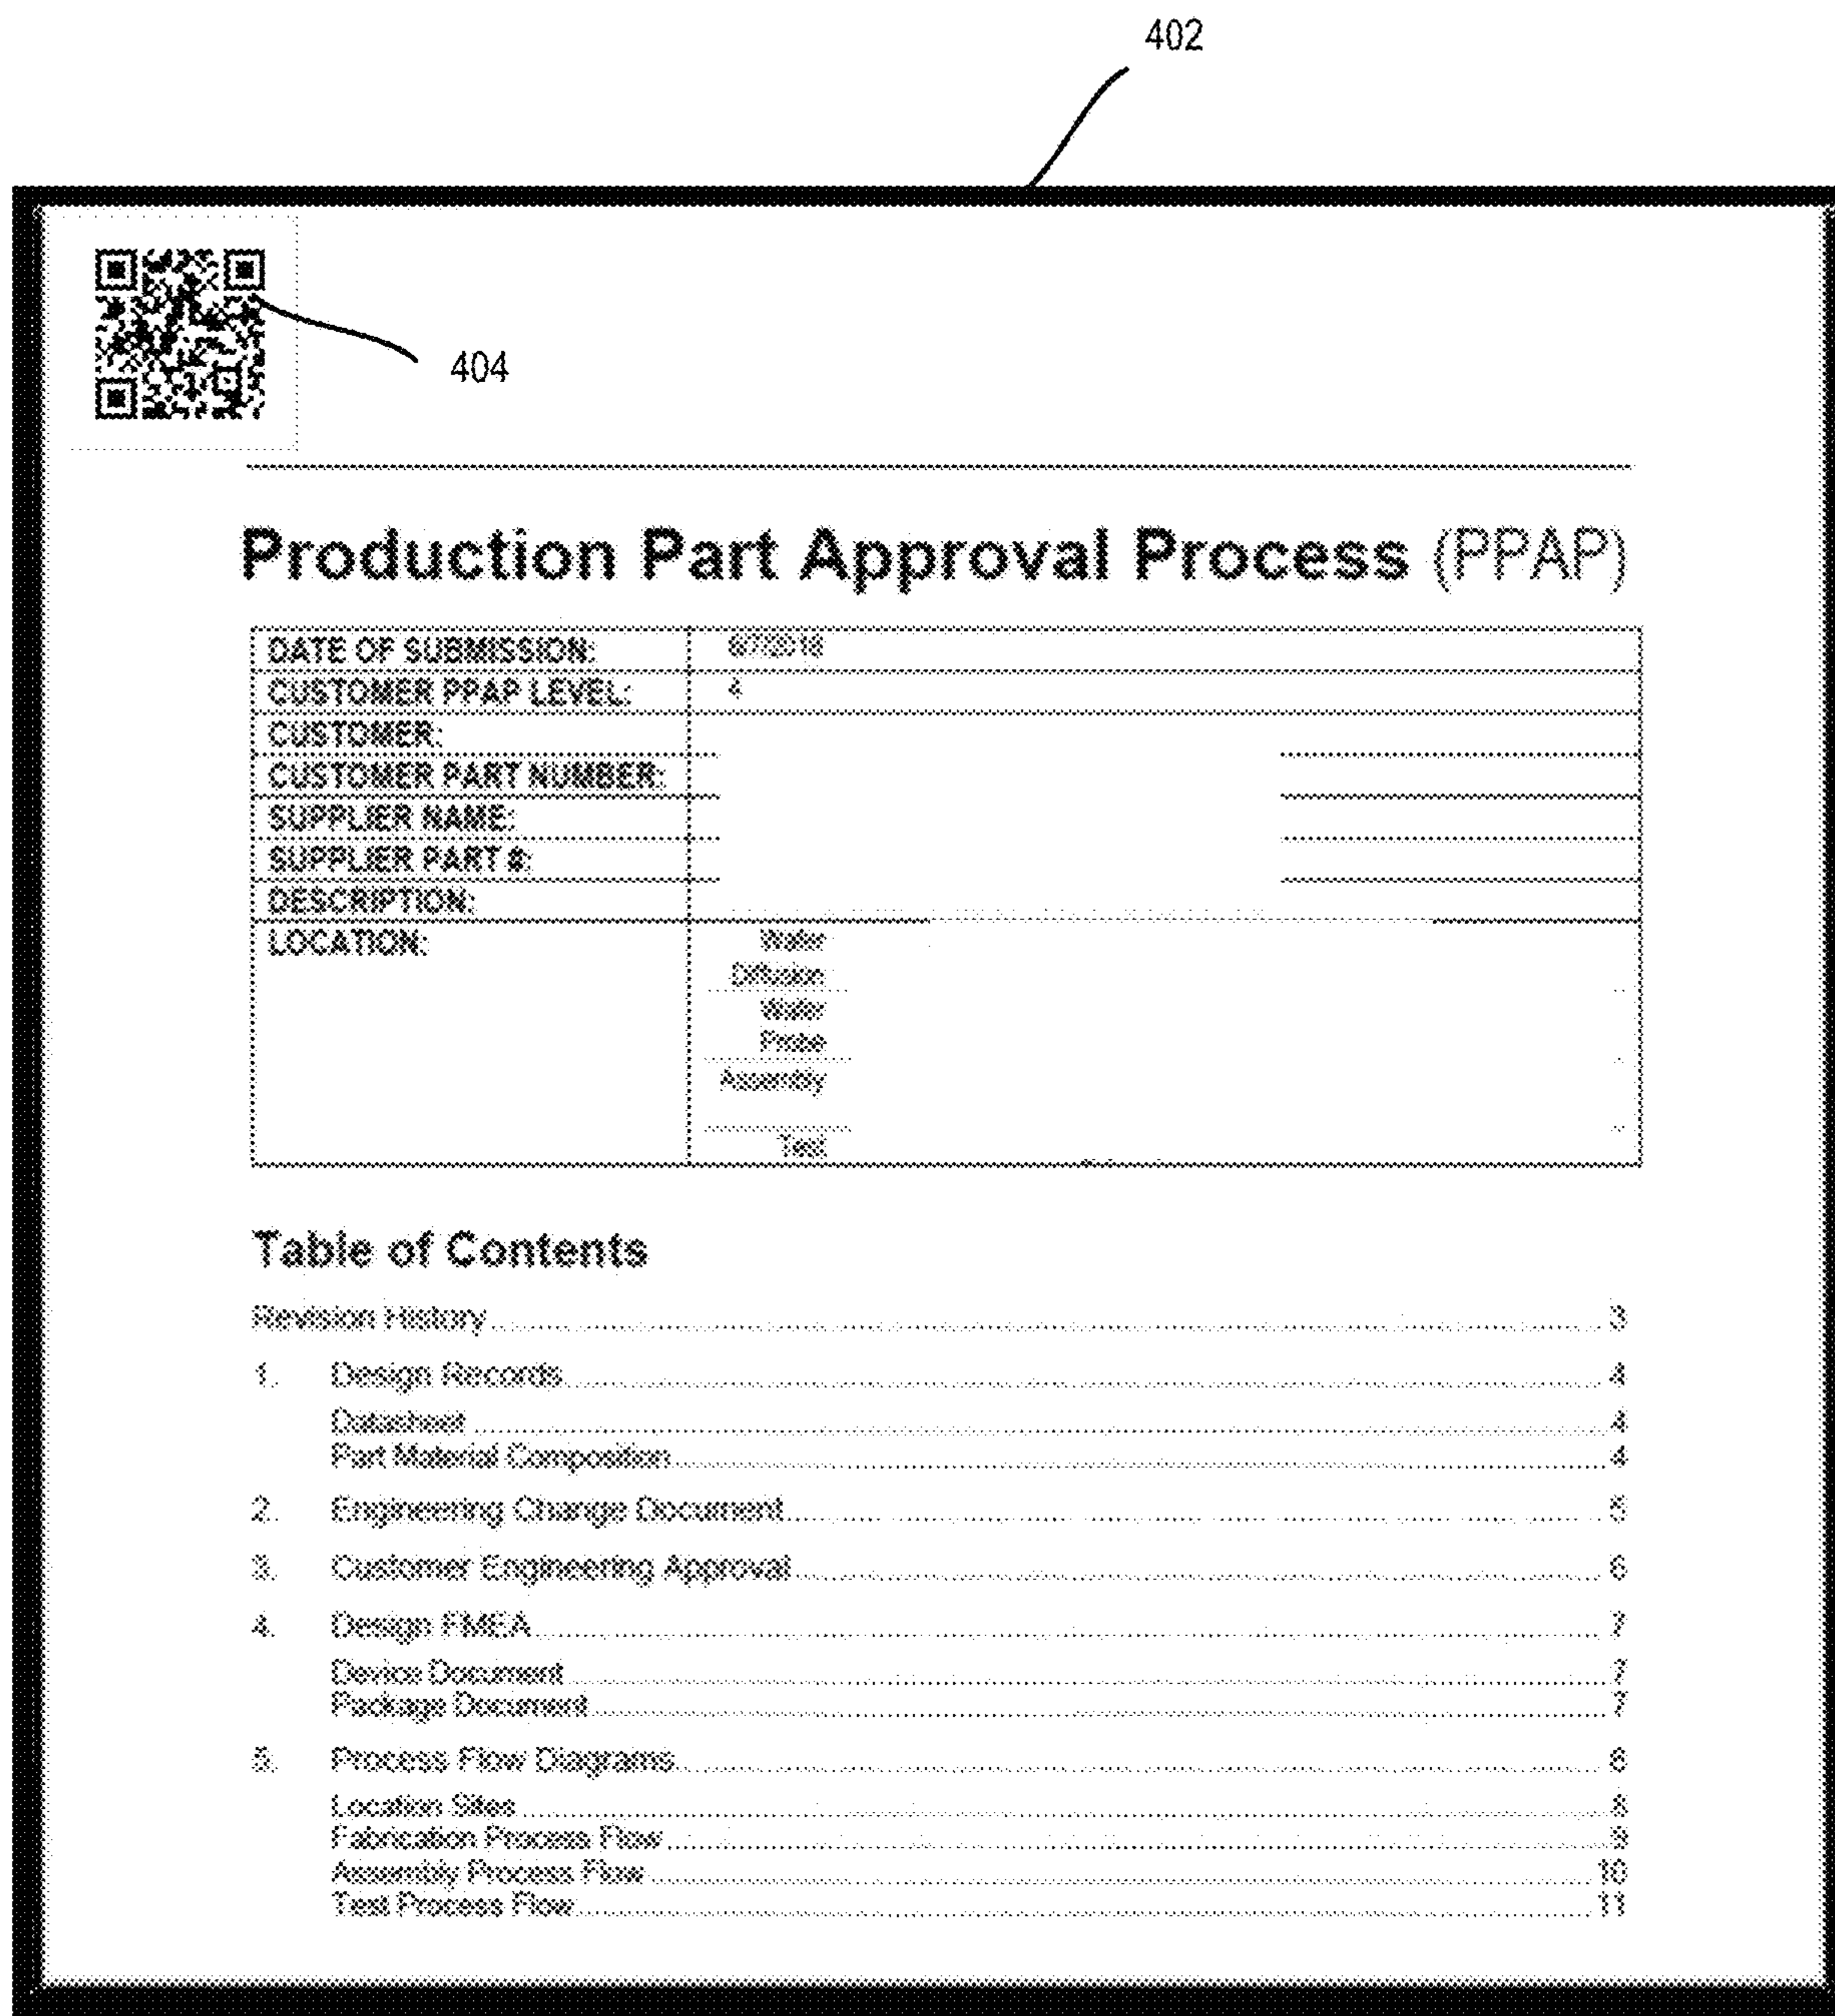 402
404
Production Part Approval Process (PPAP)
DATE OF SUBMISSION:
CUSTOMER PPAP LEVEL: 4
CUSTOMER:
CUSTOMER PART NUMBER:
SUPPLIER NAME:
SUPPLIER PART #:
DESCRIPTION:
LOCATION: Wafer
Diffusion
Wafer
Probe
Assembly
Test
Table of Contents
Revision History 3
1. Design Records 4
Datasheet 4
Part Material Composition 4
2. Engineering Change Document 5
3. Customer Engineering Approval 6
4. Design FMEA 7
Device Document 7
Package Document 7
5. Process Flow Diagrams
Location Sites 8
Fabrication Process Flow 9
Assembly Process Flow 10
Test Process Flow 11